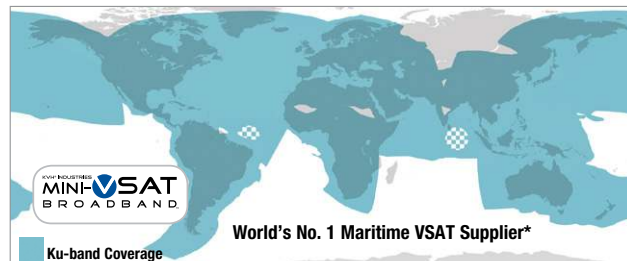 KVH INDUSTRIES
MINI-VSAT
BROADBAND
World's No. 1 Maritime VSAT Supplier*
Ku-band Coverage